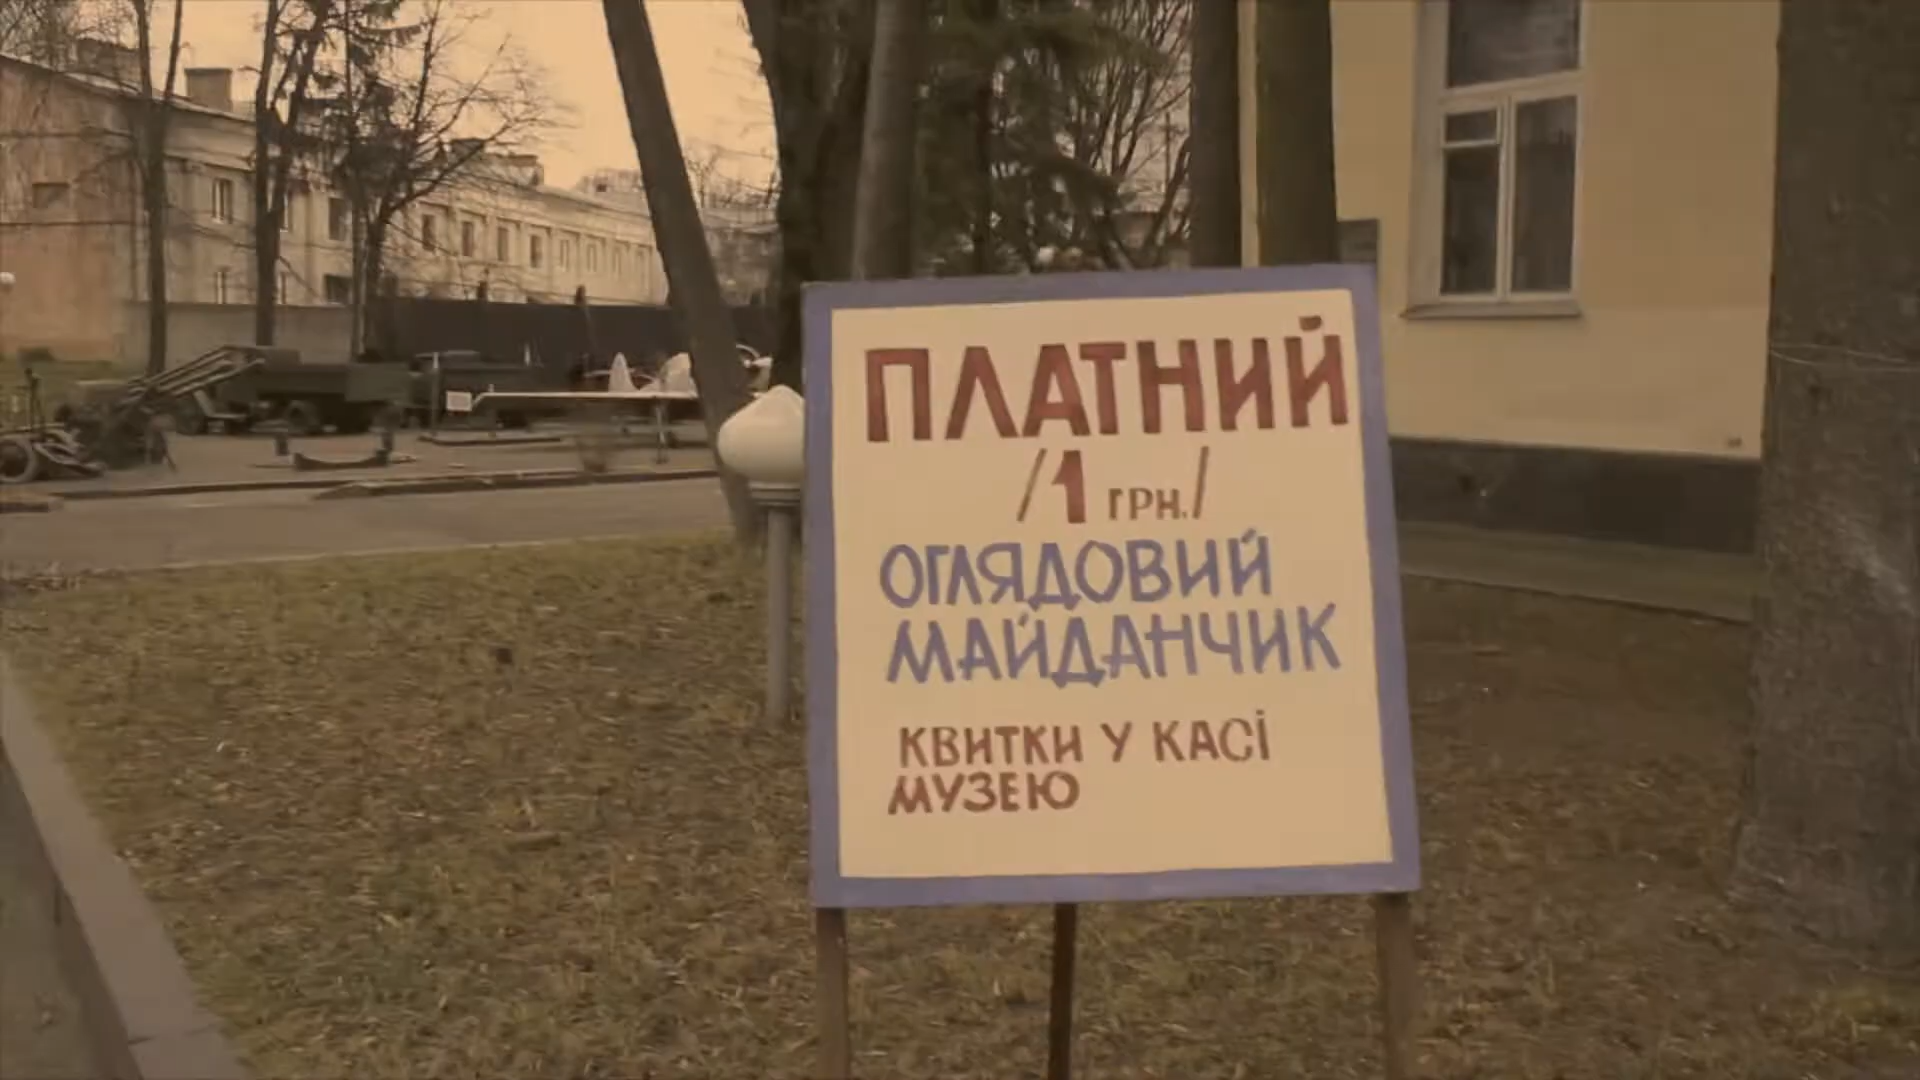 ПЛАТНИЙ
/1 ГРН./
ОГЛЯДОВИЙ
МАЙДАНЧИК
КВИТКИ У КАСІ
МУЗЕЮ